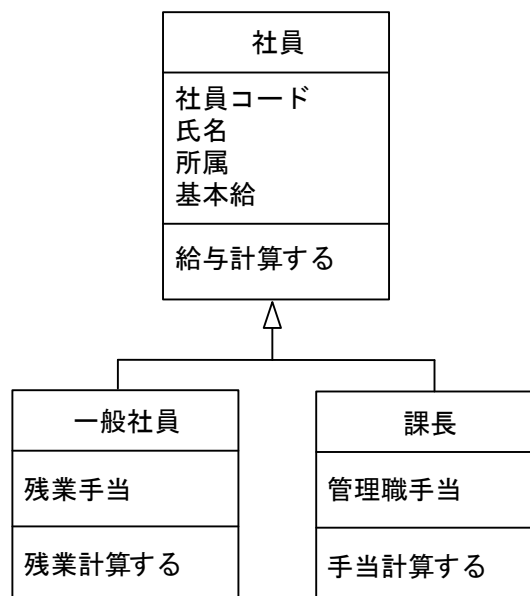 社員
社員コード
氏名
所属
基本給
給与計算する
一般社員
残業手当
残業計算する
課長
管理職手当
手当計算する